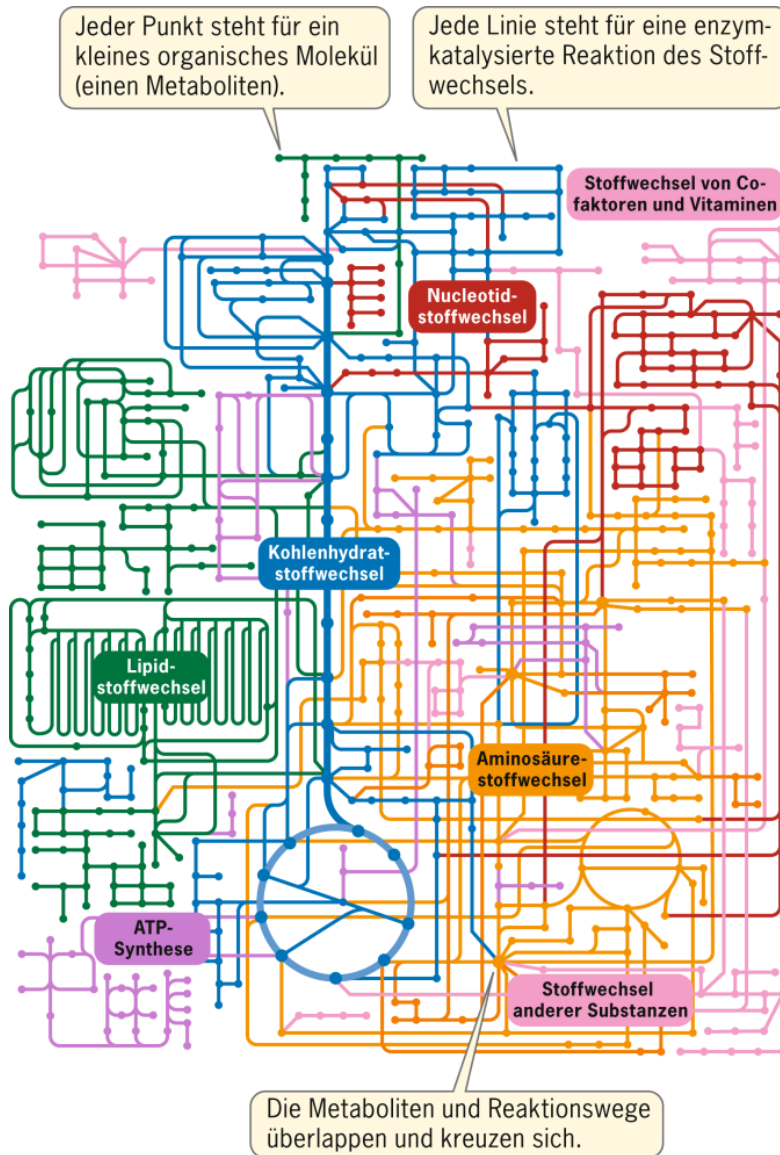 Jeder Punkt steht für ein
kleines organisches Molekül
(einen Metaboliten).
Jede Linie steht für eine enzym-
katalysierte Reaktion des Stoff-
wechsels.
Stoffwechsel von Co-
faktoren und Vitaminen
Nucleotid-
stoffwechsel
Kohlenhydrat-
stoffwechsel
Lipid-
stoffwechsel
Aminosäure-
stoffwechsel
ATP-
Synthese
Stoffwechsel
anderer Substanzen
Die Metaboliten und Reaktionswege
überlappen und kreuzen sich.